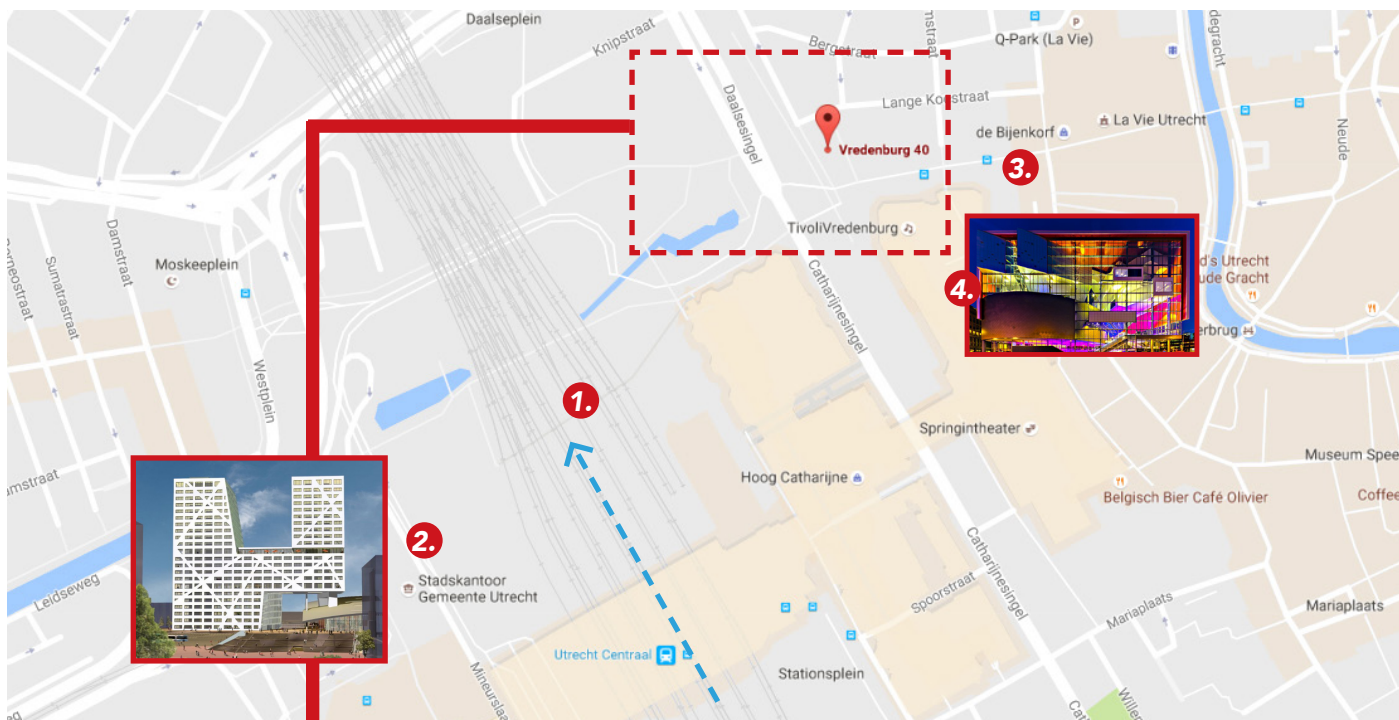 Daalseplein
Knipstraat
Bergstraat
Q-Park (La Vie)
Daalsesingel
Lange Koestraat
Vredenburg 40
de Bijenkorf
La Vie Utrecht
Neude
3.
TivoliVredenburg
Moskeeplein
Damstraat
Sumatrastraat
4.
Catharijnesingel
Westplein
1.
Springintheater
Hoog Catharijne
Museum Spee
Belgisch Bier Café Olivier
Coffee
2.
Stadskantoor
Gemeente Utrecht
Leidseweg
Spoorstraat
Catharijnesingel
Mariaplaats
Mariaplaats
Utrecht Centraal
Stationsplein
Mineurslaa